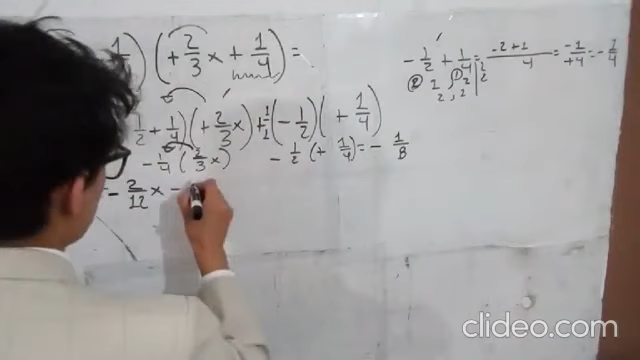 1/ ) ( + 2/3 x + 1/4 ) =
1/2 + 1/4 ) ( + 2/3 x ) + 1/2 ( - 1/2 ) ( + 1/4 )
- 1/4 ( 2/3 x ) - 1/2 ( + 1/4 ) = - 1/8
= - 2/12 x -
- 1/2 + 1/4 = -2+1/4 = -1/+4 = - 1/4
clideo.com